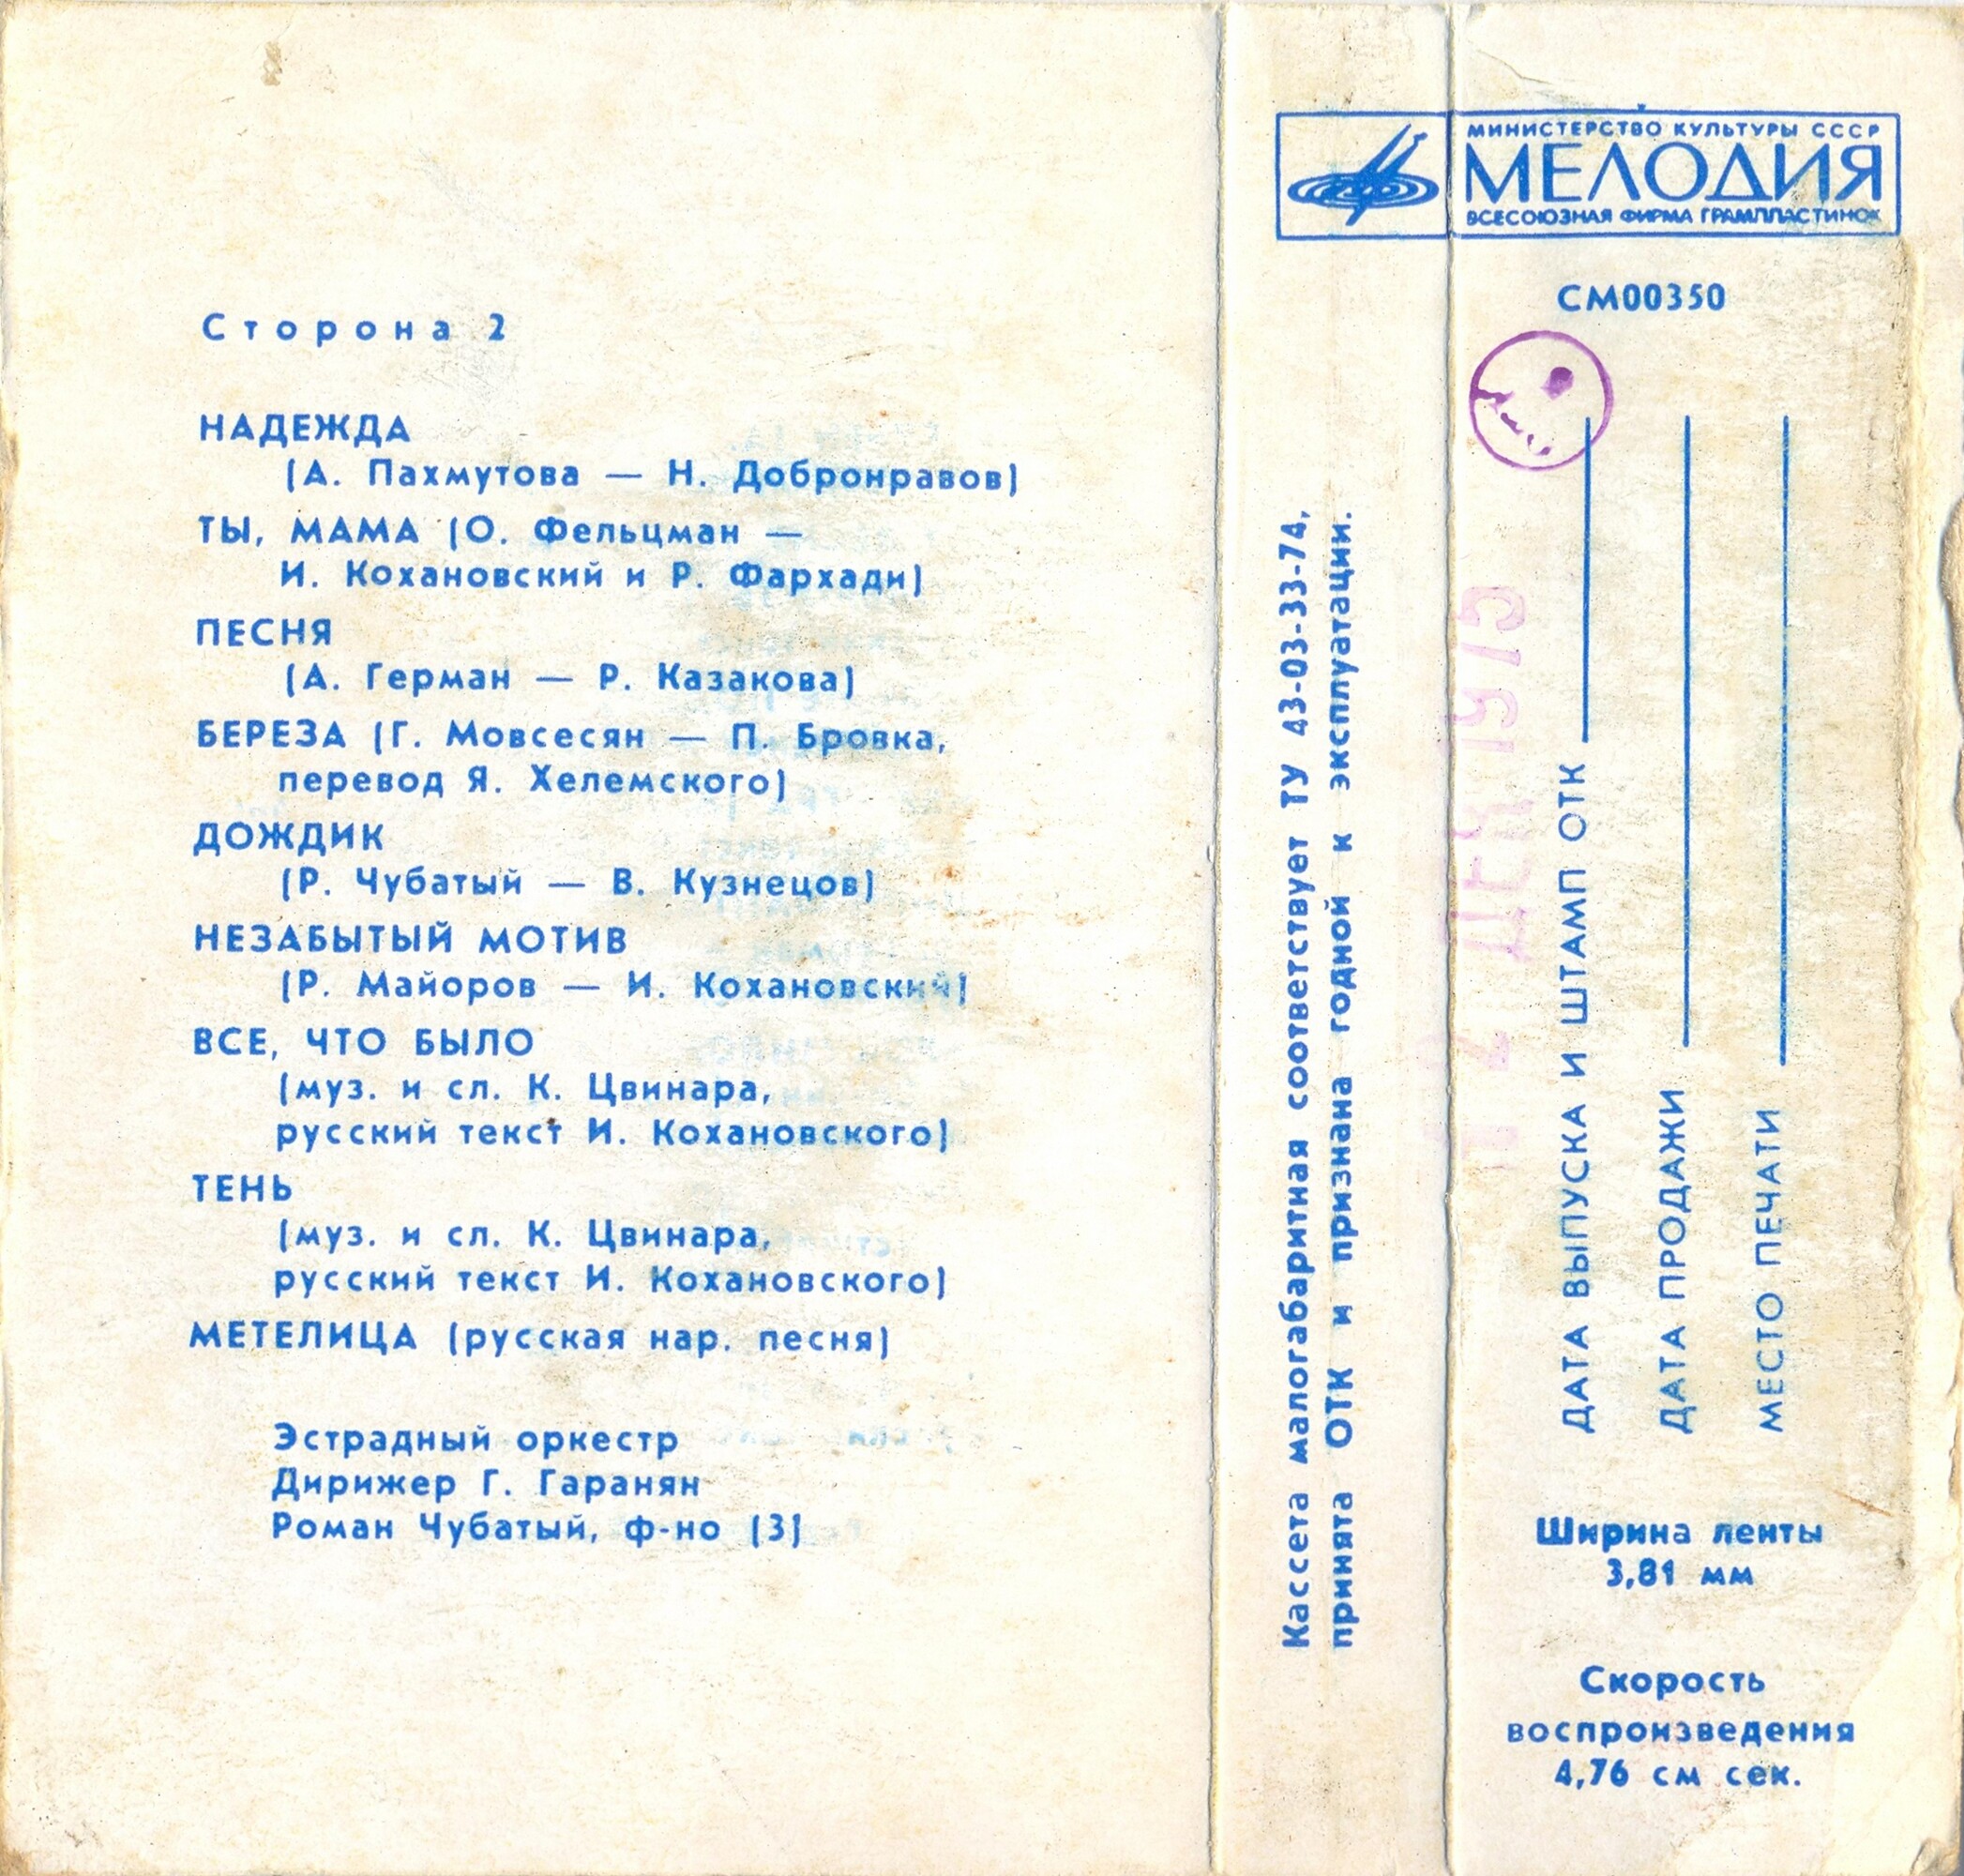 Сторона 2
НАДЕЖДА
(А. Пахмутова — Н. Добронравов)
ТЫ, МАМА (О. Фельцман —
И. Кохановский и Р. Фархади)
ПЕСНЯ
(А. Герман — Р. Казакова)
БЕРЕЗА (Г. Мовсесян — П. Бровка,
перевод Я. Хелемского)
ДОЖДИК
(Р. Чубатый — В. Кузнецов)
НЕЗАБЫТЫЙ МОТИВ
(Р. Майоров — И. Кохановский)
ВСЕ, ЧТО БЫЛО
(муз. и сл. К. Цвинара,
русский текст И. Кохановского)
ТЕНЬ
(муз. и сл. К. Цвинара,
русский текст И. Кохановского)
МЕТЕЛИЦА (русская нар. песня)
Эстрадный оркестр
Дирижер Г. Гаранян
Роман Чубатый, ф-но (3)
Кассета малогабаритная соответствует ТУ 43-03-33-74,
принята ОТК и признана годной к эксплуатации.
МИНИСТЕРСТВО КУЛЬТУРЫ СССР
МЕЛОДИЯ
ВСЕСОЮЗНАЯ ФИРМА ГРАМПЛАСТИНОК
СМ00350
12 ДЕК 1975
ДАТА ВЫПУСКА И ШТАМП ОТК
ДАТА ПРОДАЖИ
МЕСТО ПЕЧАТИ
Ширина ленты
3,81 мм
Скорость
воспроизведения
4,76 см сек.